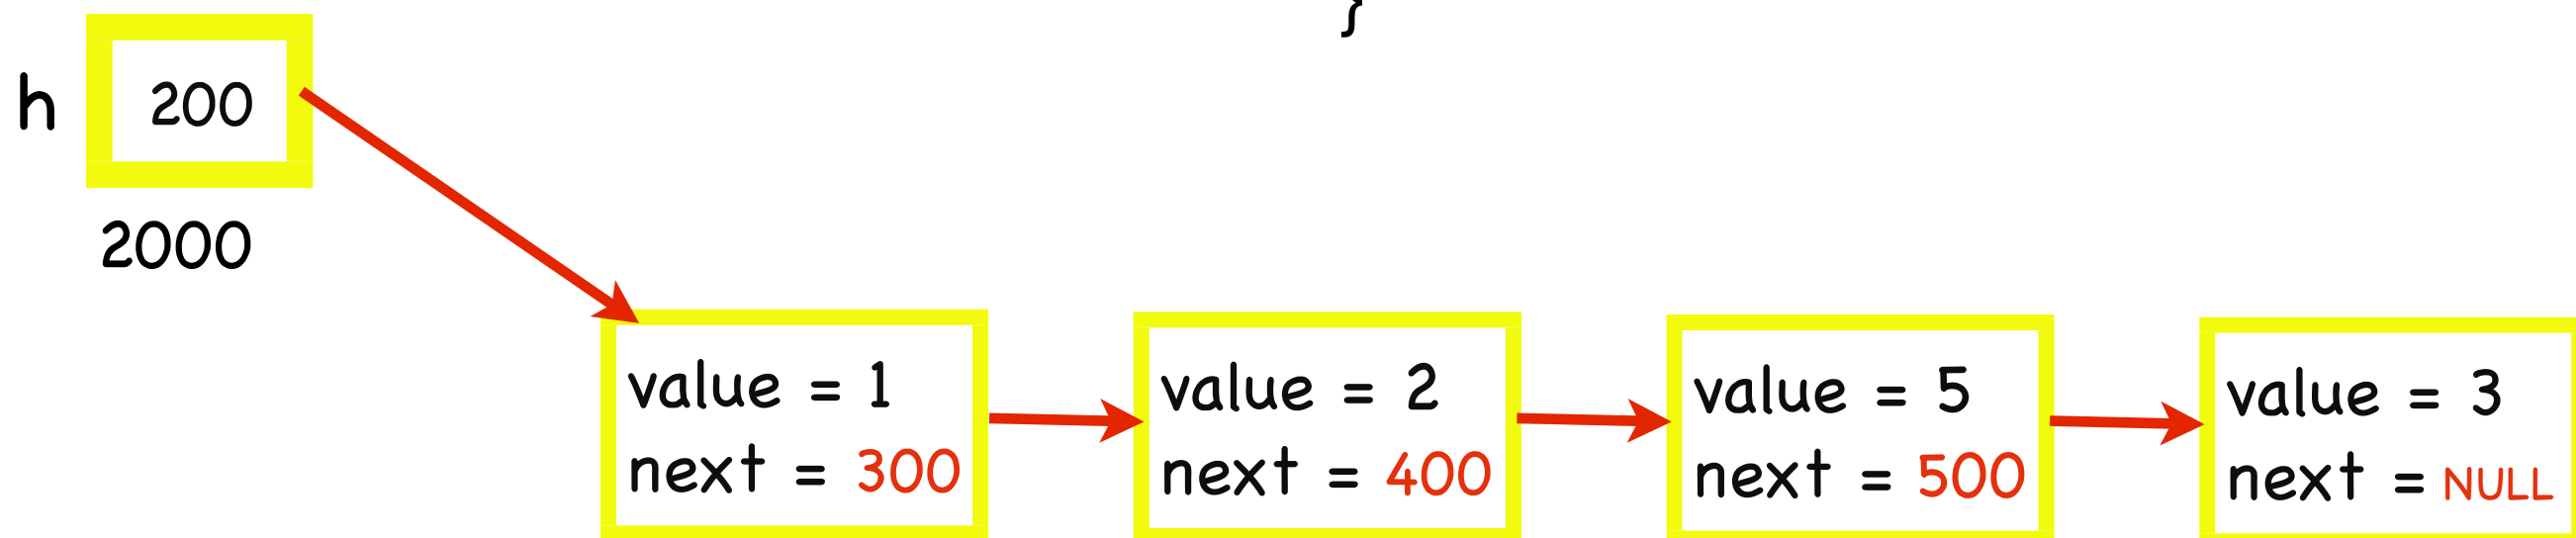 }
h
200
2000
value = 1
next = 300
value = 2
next = 400
value = 5
next = 500
value = 3
next = NULL